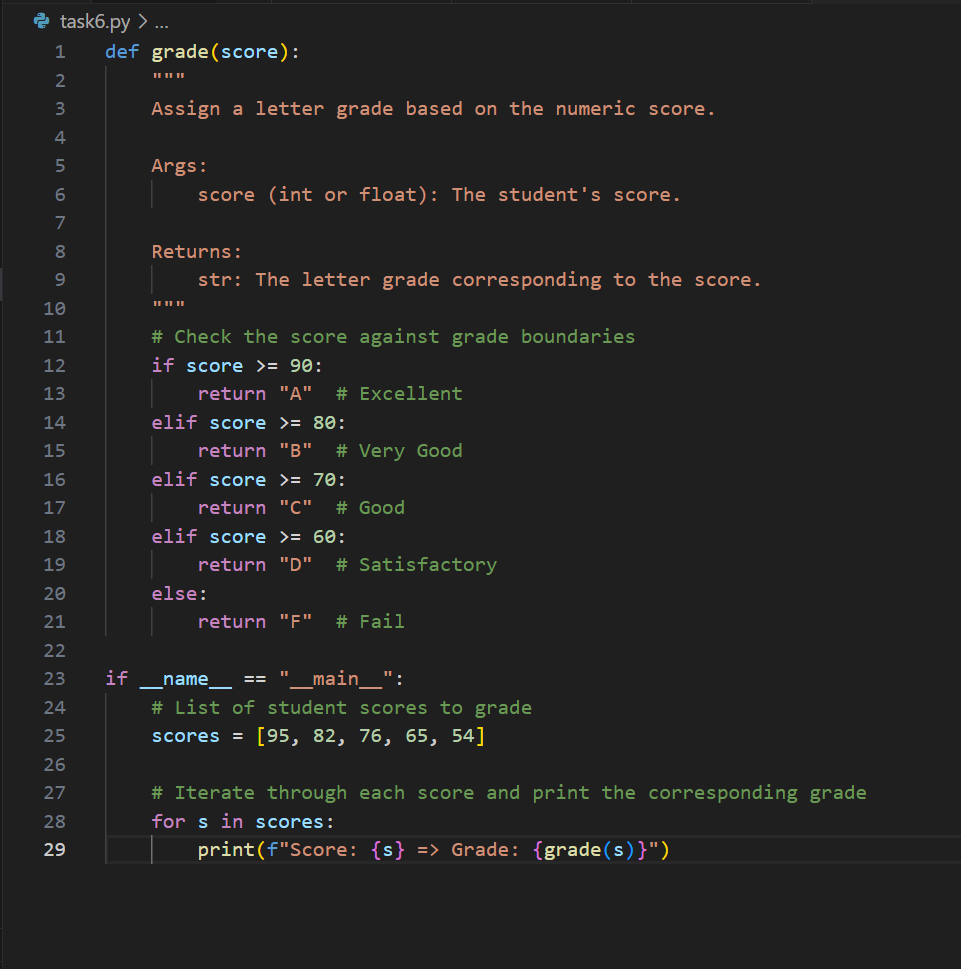 task6.py > ...
1 def grade(score):
2     """
3     Assign a letter grade based on the numeric score.
4
5     Args:
6         score (int or float): The student's score.
7
8     Returns:
9         str: The letter grade corresponding to the score.
10     """
11     # Check the score against grade boundaries
12     if score >= 90:
13         return "A"  # Excellent
14     elif score >= 80:
15         return "B"  # Very Good
16     elif score >= 70:
17         return "C"  # Good
18     elif score >= 60:
19         return "D"  # Satisfactory
20     else:
21         return "F"  # Fail
22
23 if __name__ == "__main__":
24     # List of student scores to grade
25     scores = [95, 82, 76, 65, 54]
26
27     # Iterate through each score and print the corresponding grade
28     for s in scores:
29         print(f"Score: {s} => Grade: {grade(s)}")